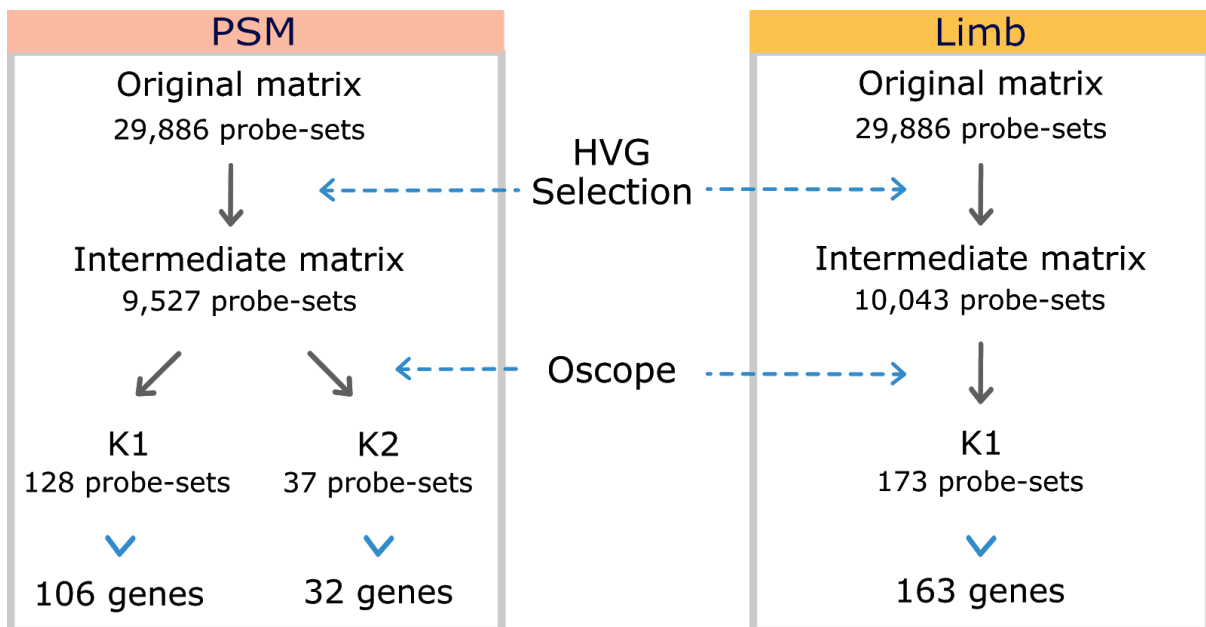 PSM
Original matrix
29,886 probe-sets
Intermediate matrix
9,527 probe-sets
K1
128 probe-sets
106 genes
K2
37 probe-sets
32 genes
HVG
Selection
Oscope
Limb
Original matrix
29,886 probe-sets
Intermediate matrix
10,043 probe-sets
K1
173 probe-sets
163 genes